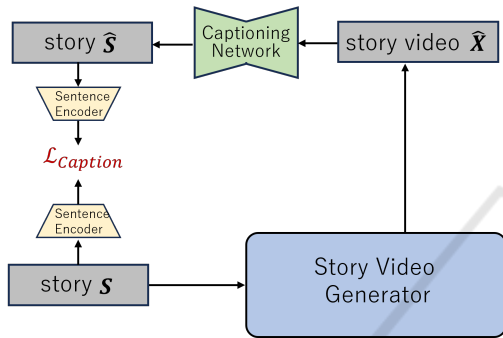 story Ŝ
Captioning
Network
story video X̂
Sentence
Encoder
ℒCaption
Sentence
Encoder
story S
Story Video
Generator